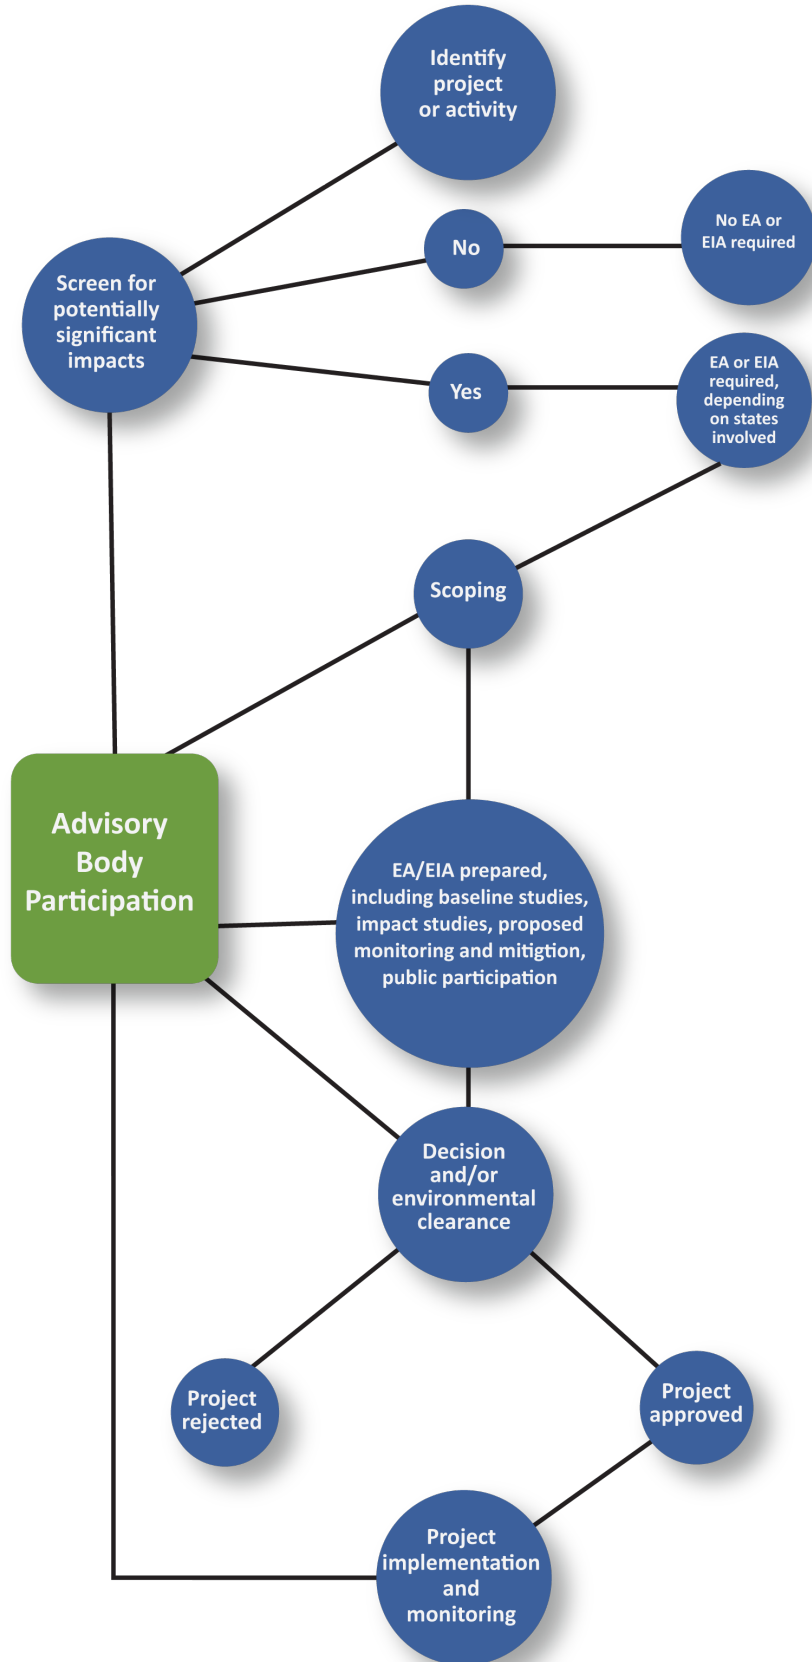 Identify
project
or activity
No EA or
EIA required
No
Screen for
potentially
significant
impacts
EA or EIA
required,
depending
on states
involved
Yes
Scoping
Advisory
Body
Participation
EA/EIA prepared,
including baseline studies,
impact studies, proposed
monitoring and mitigtion,
public participation
Decision
and/or
environmental
clearance
Project
rejected
Project
approved
Project
implementation
and
monitoring